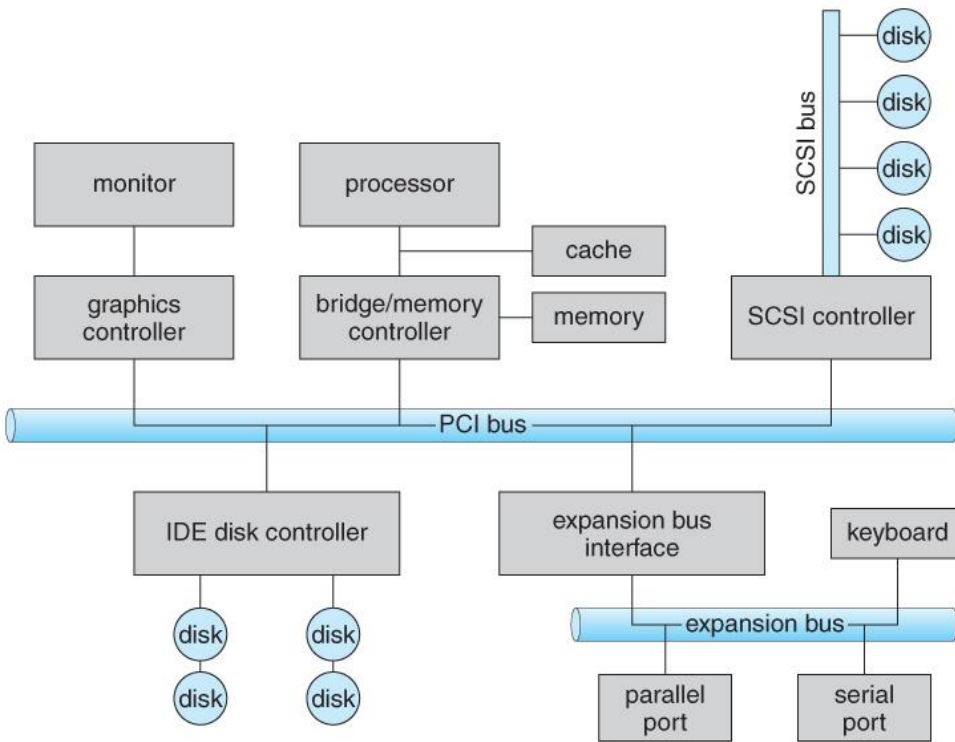 disk
disk
SCSI bus
disk
disk
monitor
processor
cache
graphics
controller
bridge/memory
controller
memory
SCSI controller
PCI bus
IDE disk controller
expansion bus
interface
keyboard
disk
disk
expansion bus
disk
disk
parallel
port
serial
port